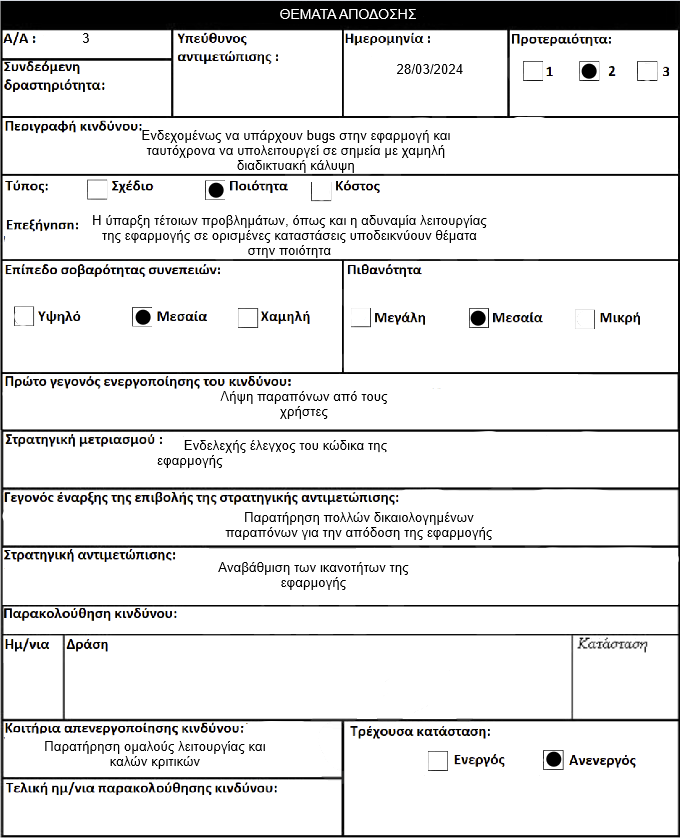 ΘΕΜΑΤΑ ΑΠΟΔΟΣΗΣ
Α/Α : 3
Συνδεόμενη
δραστηριότητα:
Υπεύθυνος
αντιμετώπισης :
Ημερομηνία :
28/03/2024
Προτεραιότητα:
1 2 3
Περιγραφή κινδύνου:
Ενδεχομένως να υπάρχουν bugs στην εφαρμογή και
ταυτόχρονα να υπολειτουργεί σε σημεία με χαμηλή
διαδικτυακή κάλυψη
Τύπος: Σχέδιο Ποιότητα Κόστος
Επεξήγηση: Η ύπαρξη τέτοιων προβλημάτων, όπως και η αδυναμία λειτουργίας
της εφαρμογής σε ορισμένες καταστάσεις υποδεικνύουν θέματα
στην ποιότητα
Επίπεδο σοβαρότητας συνεπειών:
Υψηλό Μεσαία Χαμηλή
Πιθανότητα
Μεγάλη Μεσαία Μικρή
Πρώτο γεγονός ενεργοποίησης του κινδύνου:
Λήψη παραπόνων από τους
χρήστες
Στρατηγική μετριασμού : Ενδελεχής έλεγχος του κώδικα της
εφαρμογής
Γεγονός έναρξης της επιβολής της στρατηγικής αντιμετώπισης:
Παρατήρηση πολλών δικαιολογημένων
παραπόνων για την απόδοση της εφαρμογής
Στρατηγική αντιμετώπισης:
Αναβάθμιση των ικανοτήτων της
εφαρμογής
Παρακολούθηση κινδύνου:
Ημ/νια Δράση Κατάσταση
Κριτήρια απενεργοποίησης κινδύνου:
Παρατήρηση ομαλούς λειτουργίας και
καλών κριτικών
Τελική ημ/νια παρακολούθησης κινδύνου:
Τρέχουσα κατάσταση:
Ενεργός Ανενεργός